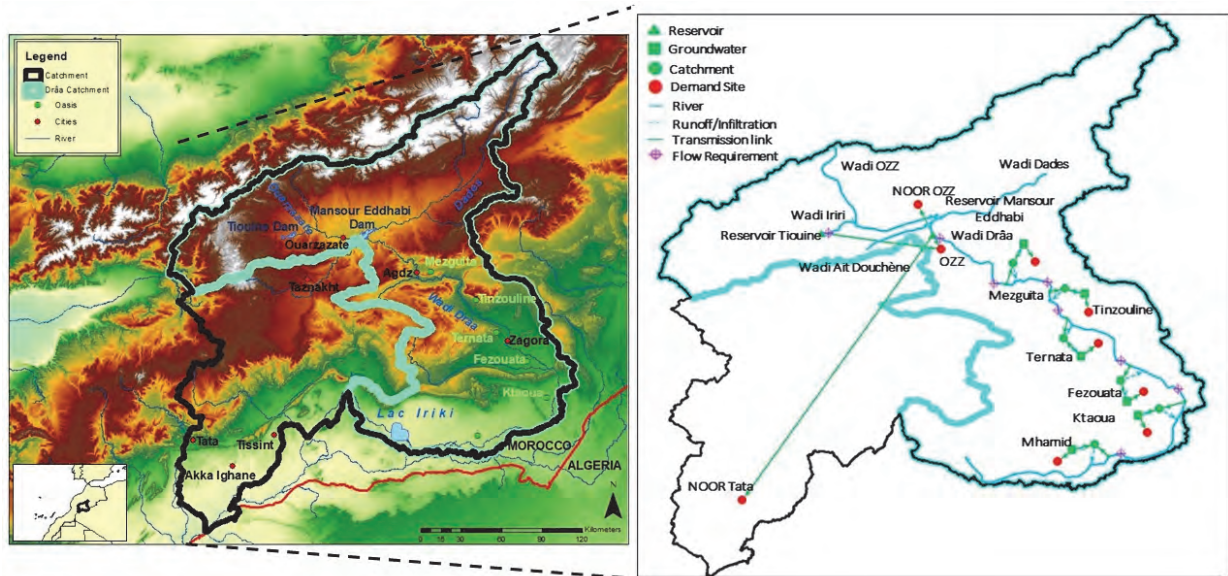 Legend
Catchment
Drâa Catchment
Oasis
Cities
River
Dades
Mansour Eddhabi
Dam
Tiouine Dam
Ouarzazate
Mezguita
Agdz
Taznakht
Tinzouline
Wadi Drâa
Ternata
Zagora
Fezouata
Ktaoua
Lac Iriki
Tata
Tissint
MOROCCO
Akka Ighane
ALGERIA
N
0 15 30 60 90 120
Kilometers
Reservoir
Groundwater
Catchment
Demand Site
River
Runoff/Infiltration
Transmission link
Flow Requirement
Wadi OZZ
Wadi Dades
NOOR OZZ
Reservoir Mansour
Eddhabi
Wadi Iriri
Reservoir Tiouine
Wadi Drâa
OZZ
Wadi Ait Douchène
Mezguita
Tinzouline
Ternata
Fezouata
Ktaoua
Mhamid
NOOR Tata